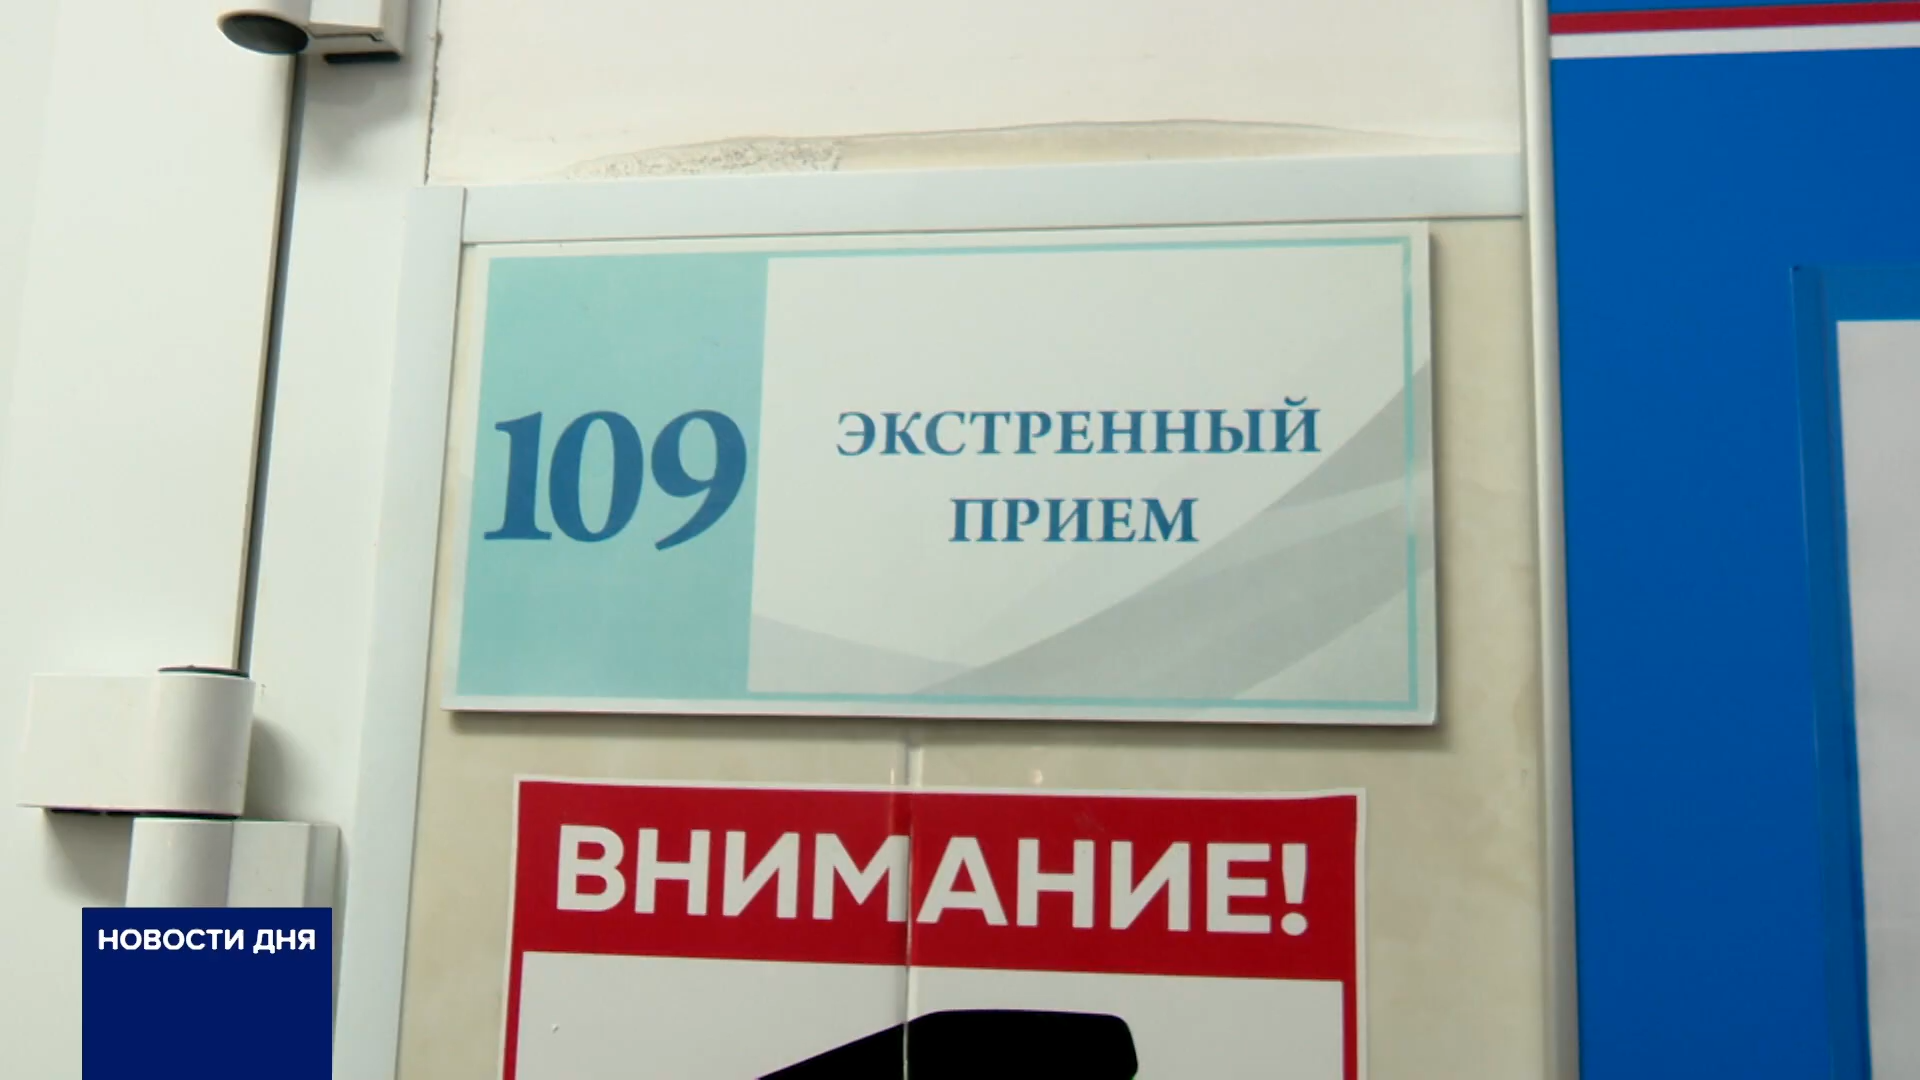 109
ЭКСТРЕННЫЙ
ПРИЕМ
ВНИМАНИЕ!
НОВОСТИ ДНЯ